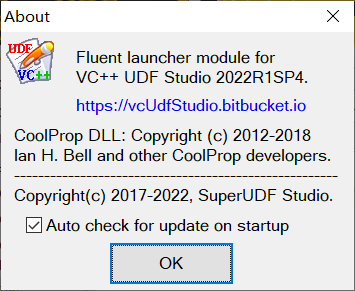 About
UDF
VC++
Fluent launcher module for
VC++ UDF Studio 2022R1SP4.
https://vcUdfStudio.bitbucket.io
CoolProp DLL: Copyright (c) 2012-2018
Ian H. Bell and other CoolProp developers.
Copyright(c) 2017-2022, SuperUDF Studio.
Auto check for update on startup
OK